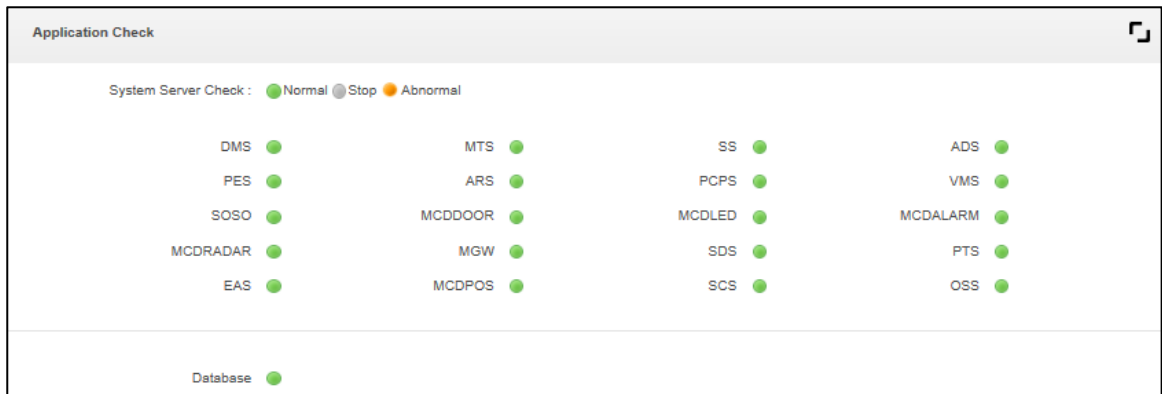 Application Check
System Server Check : Normal Stop Abnormal
DMS MTS SS ADS
PES ARS PCPS VMS
SOSO MCDDOOR MCDLED MCDALARM
MCDRADAR MGW SDS PTS
EAS MCDPOS SCS OSS
Database